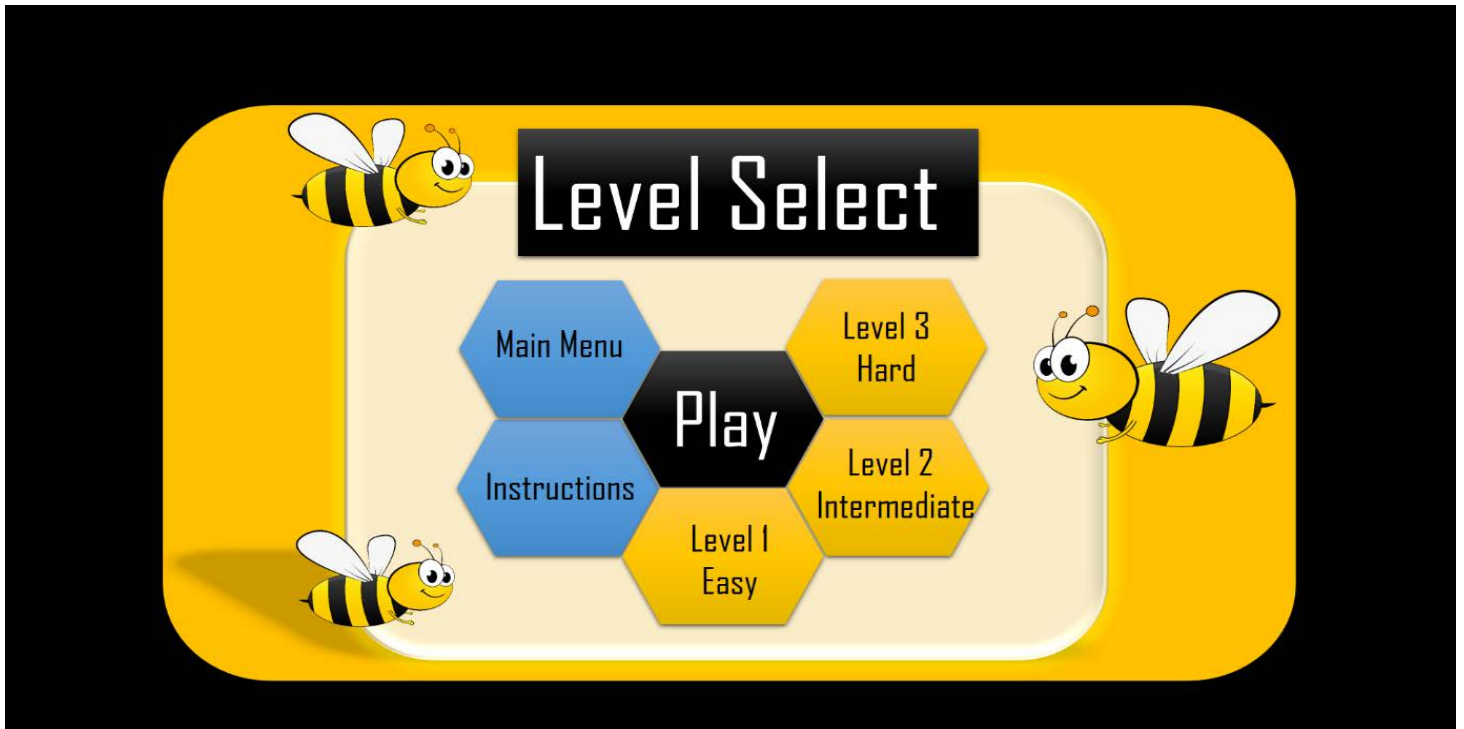 Level Select
Main Menu
Level 3
Hard
Play
Instructions
Level 2
Intermediate
Level 1
Easy